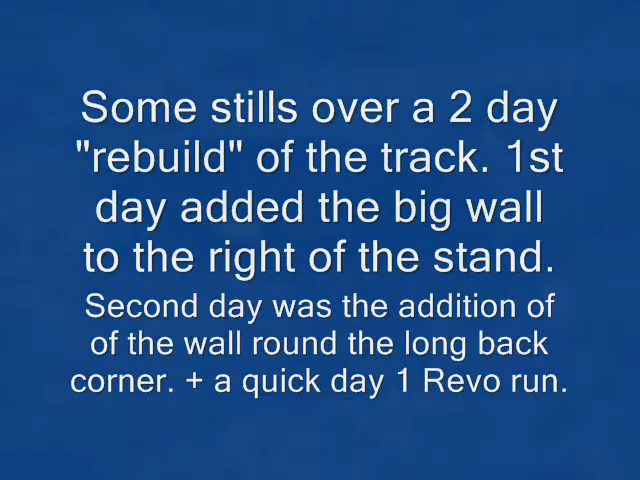 Some stills over a 2 day
"rebuild" of the track. 1st
day added the big wall
to the right of the stand.
Second day was the addition of
of the wall round the long back
corner. + a quick day 1 Revo run.